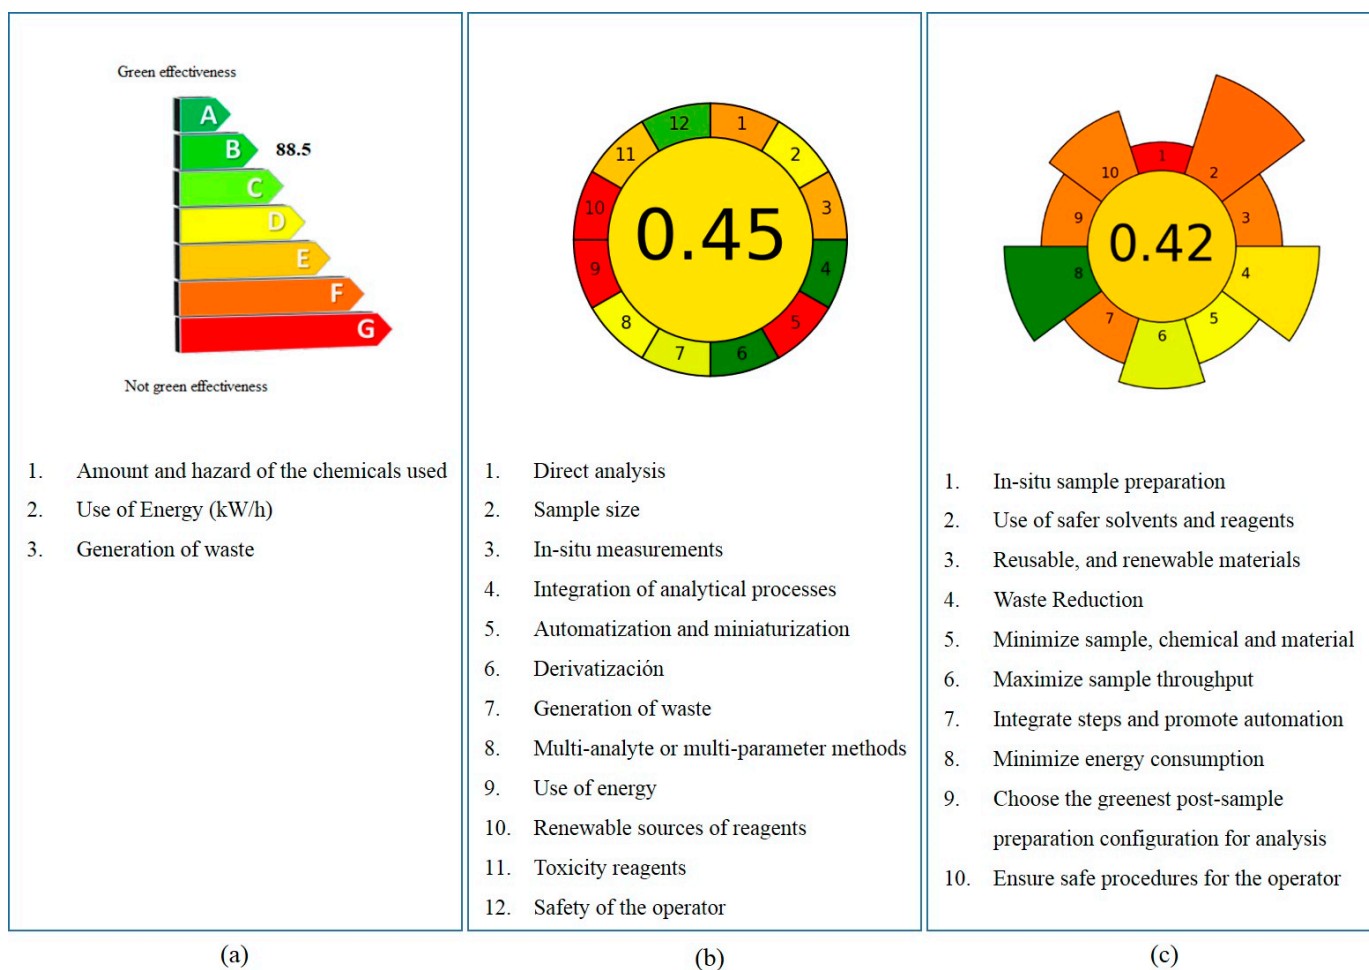 Green effectiveness
A
B
88.5
C
D
E
F
G
Not green effectiveness
1. Amount and hazard of the chemicals used
2. Use of Energy (kW/h)
3. Generation of waste
(a)
12
1
11
2
10
3
0.45
9
4
8
5
7
6
1. Direct analysis
2. Sample size
3. In-situ measurements
4. Integration of analytical processes
5. Automatization and miniaturization
6. Derivatización
7. Generation of waste
8. Multi-analyte or multi-parameter methods
9. Use of energy
10. Renewable sources of reagents
11. Toxicity reagents
12. Safety of the operator
(b)
1
10
2
9
3
0.42
8
4
7
5
6
1. In-situ sample preparation
2. Use of safer solvents and reagents
3. Reusable, and renewable materials
4. Waste Reduction
5. Minimize sample, chemical and material
6. Maximize sample throughput
7. Integrate steps and promote automation
8. Minimize energy consumption
9. Choose the greenest post-sample
preparation configuration for analysis
10. Ensure safe procedures for the operator
(c)